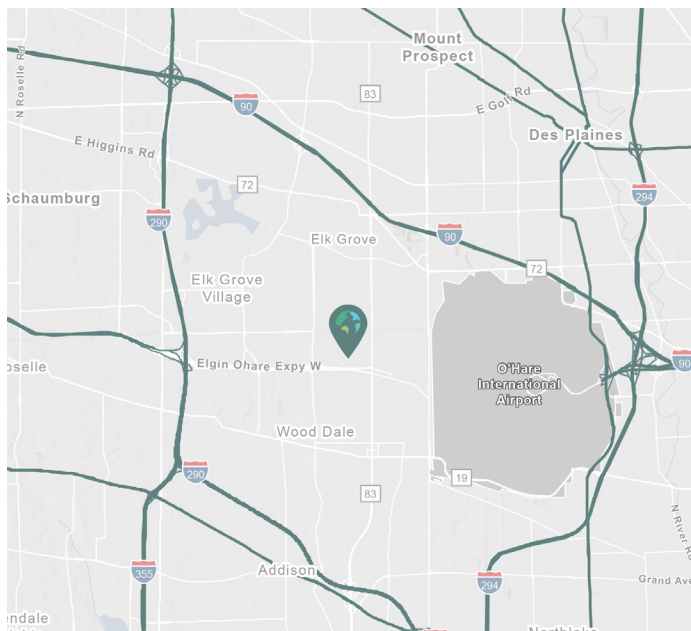 Mount
Prospect
N Roselle Rd
90
83
E Golf Rd
Des Plaines
E Higgins Rd
72
Schaumburg
294
290
90
Elk Grove
72
Elk Grove
Village
O'Hare
International
Airport
90
Elgin Ohare Expy W
Wood Dale
290
19
83
N River Rd
355
Addison
294
Grand Ave